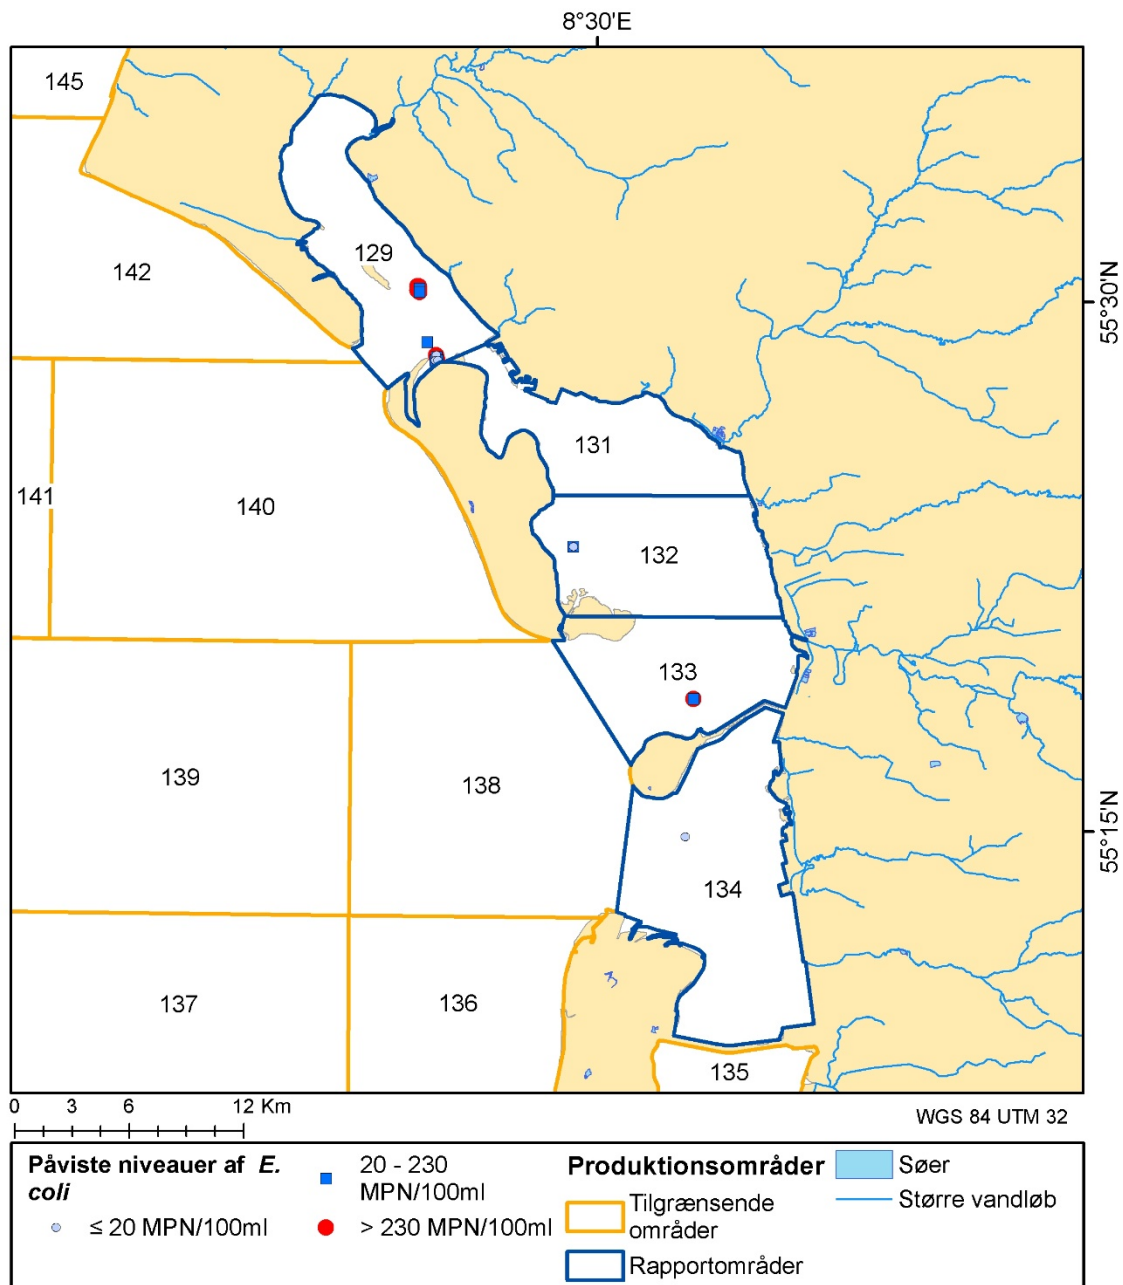 8°30'E
145
129
142
55°30'N
131
141
140
132
133
139
138
55°15'N
134
137
136
135
0 3 6 12 Km
WGS 84 UTM 32
Påviste niveauer af E.
coli
≤ 20 MPN/100ml
20 - 230
MPN/100ml
> 230 MPN/100ml
Produktionsområder
Tilgrænsende
områder
Rapportområder
Søer
Større vandløb